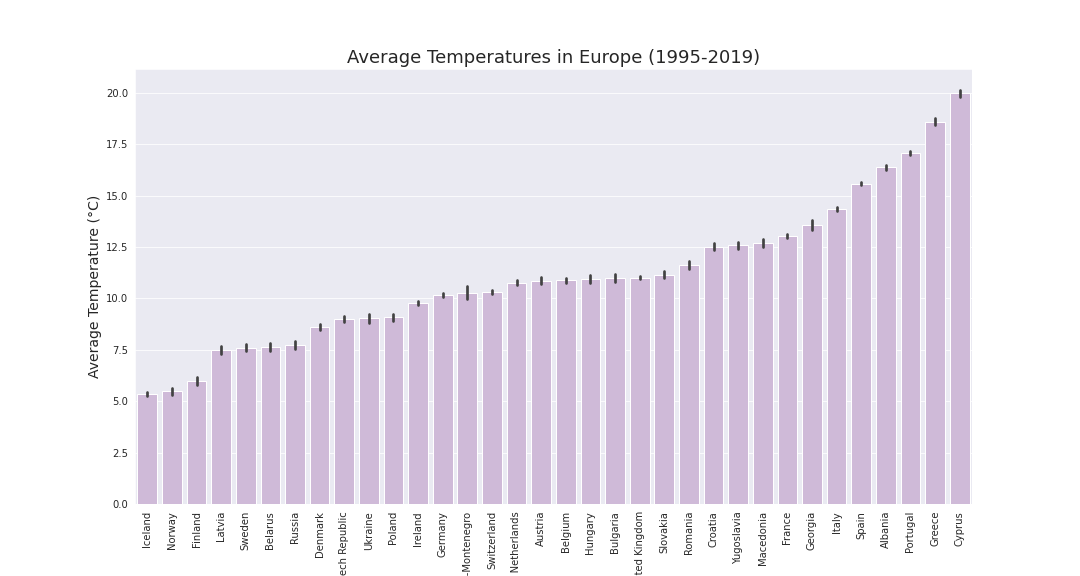 Average Temperatures in Europe (1995-2019)
Average Temperature (°C)
20.0
17.5
15.0
12.5
10.0
7.5
5.0
2.5
0.0
Iceland
Norway
Finland
Latvia
Sweden
Belarus
Russia
Denmark
ech Republic
Ukraine
Poland
Ireland
Germany
-Montenegro
Switzerland
Netherlands
Austria
Belgium
Hungary
Bulgaria
ted Kingdom
Slovakia
Romania
Croatia
Yugoslavia
Macedonia
France
Georgia
Italy
Spain
Albania
Portugal
Greece
Cyprus